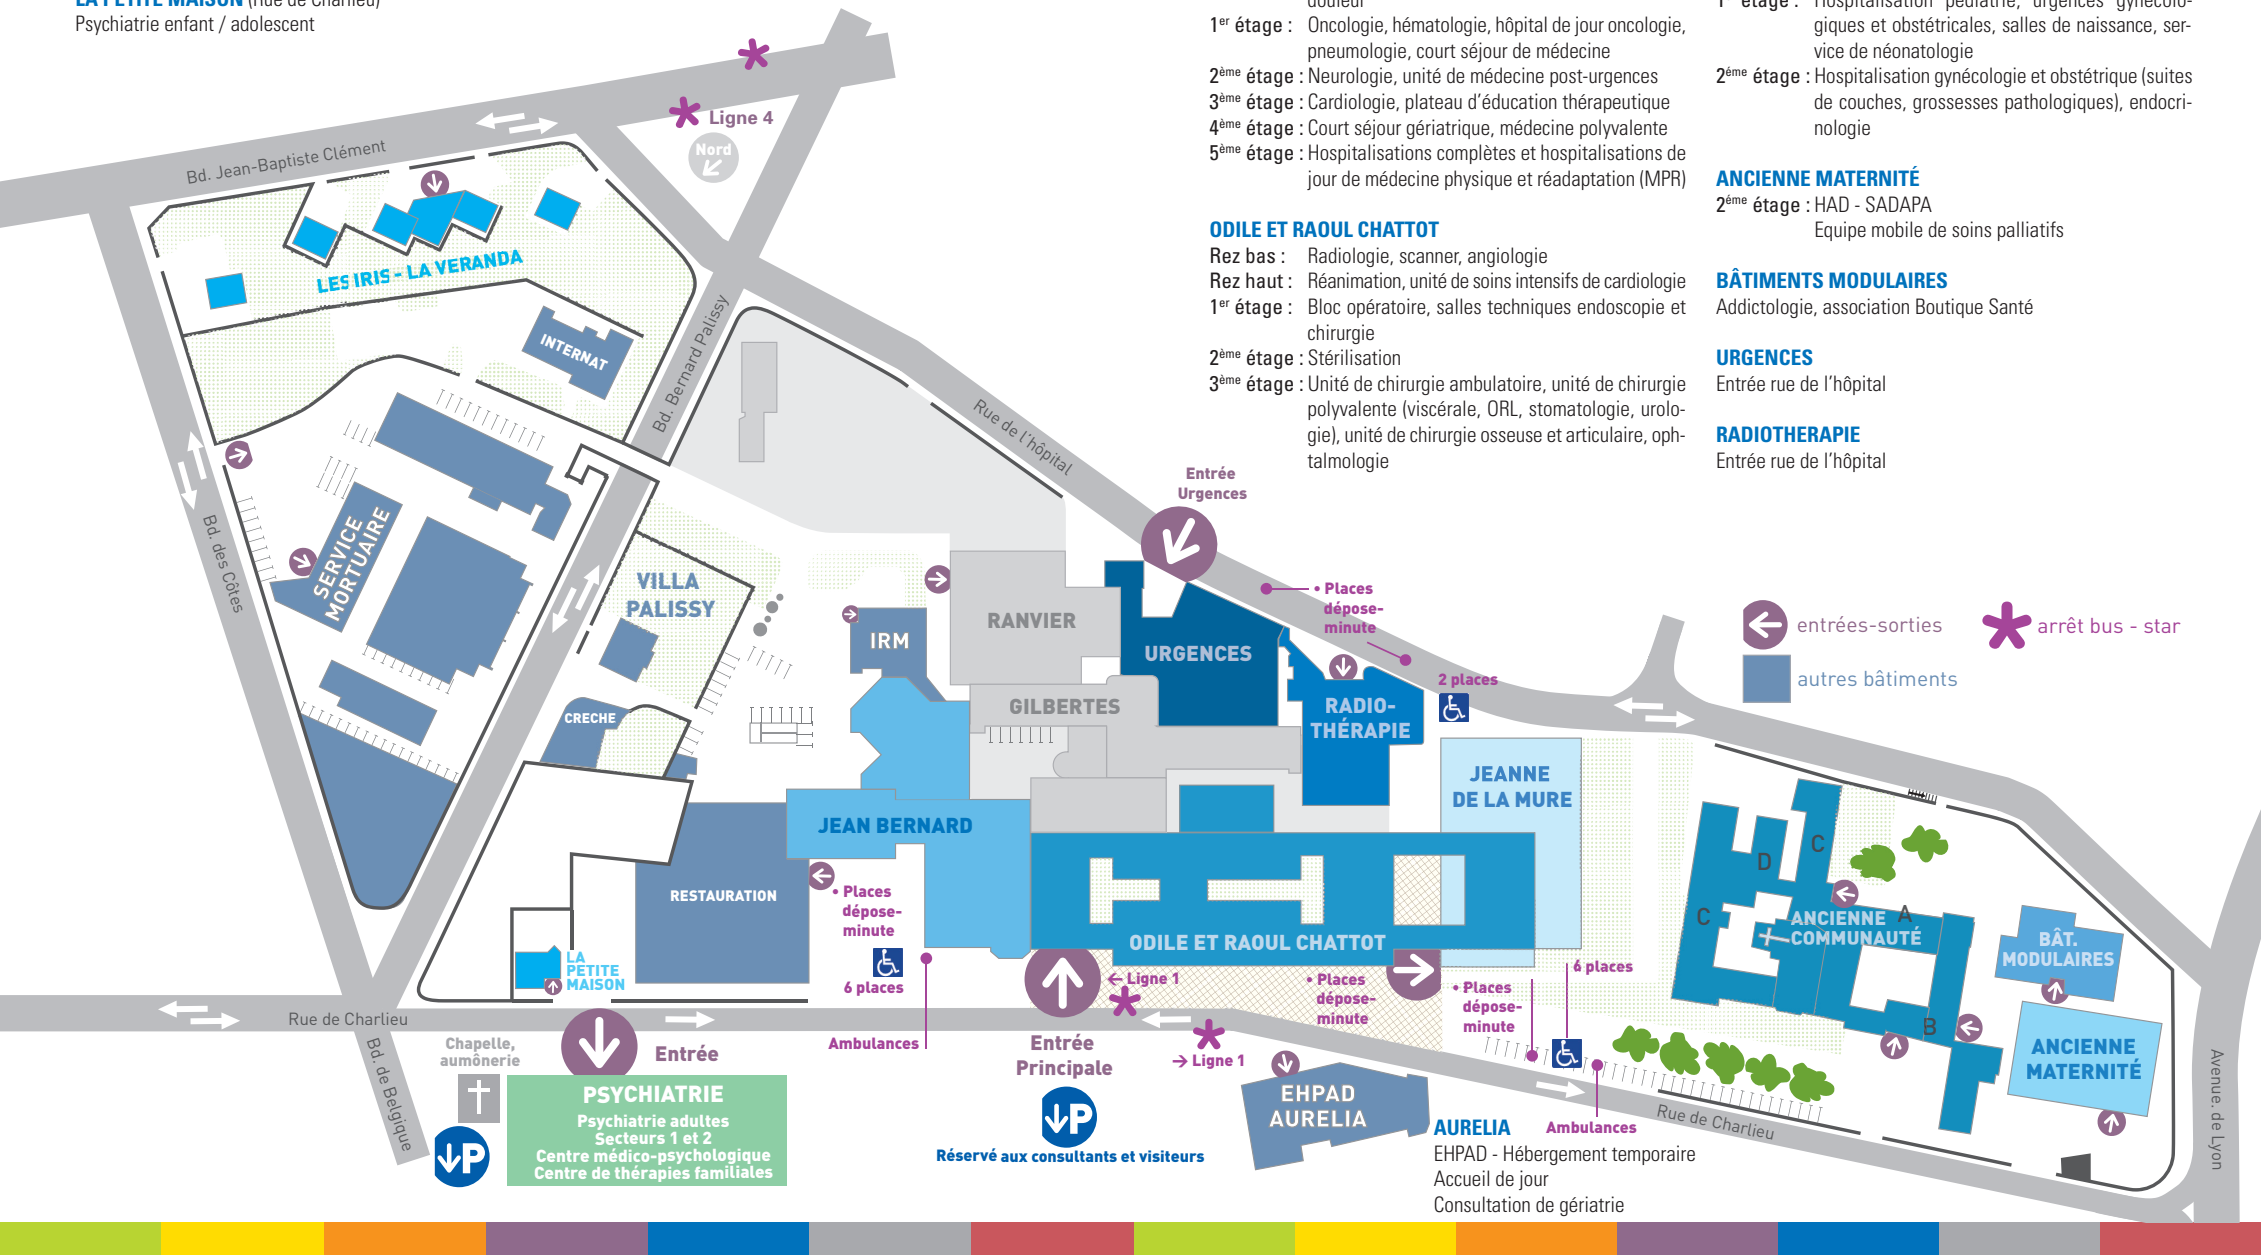 LA PETITE MAISON (rue de Charlieu)
Psychiatrie enfant / adolescent
douleur
1er étage : Oncologie, hématologie, hôpital de jour oncologie,
pneumologie, court séjour de médecine
2ème étage : Neurologie, unité de médecine post-urgences
3ème étage : Cardiologie, plateau d'éducation thérapeutique
4ème étage : Court séjour gériatrique, médecine polyvalente
5ème étage : Hospitalisations complètes et hospitalisations de
jour de médecine physique et réadaptation (MPR)
ODILE ET RAOUL CHATTOT
Rez bas : Radiologie, scanner, angiologie
Rez haut : Réanimation, unité de soins intensifs de cardiologie
1er étage : Bloc opératoire, salles techniques endoscopie et
chirurgie
2ème étage : Stérilisation
3ème étage : Unité de chirurgie ambulatoire, unité de chirurgie
polyvalente (viscérale, ORL, stomatologie, urolo-
gie), unité de chirurgie osseuse et articulaire, oph-
talmologie
1er étage : Hospitalisation pédiatrie, urgences gynécolo-
giques et obstétricales, salles de naissance, ser-
vice de néonatologie
2éme étage : Hospitalisation gynécologie et obstétrique (suites
de couches, grossesses pathologiques), endocri-
nologie
ANCIENNE MATERNITÉ
2éme étage : HAD - SADAPA
Equipe mobile de soins palliatifs
BÂTIMENTS MODULAIRES
Addictologie, association Boutique Santé
URGENCES
Entrée rue de l'hôpital
RADIOTHERAPIE
Entrée rue de l'hôpital
Ligne 4
Nord
Bd. Jean-Baptiste Clément
LES IRIS - LA VERANDA
INTERNAT
Bd. Bernard Palissy
Rue de l'hôpital
Bd. des Côtes
SERVICE
MORTUAIRE
VILLA
PALISSY
CRECHE
IRM
RANVIER
GILBERTES
Entrée
Urgences
URGENCES
• Places
dépose-
minute
2 places
RADIO-
THÉRAPIE
entrées-sorties
arrêt bus - star
autres bâtiments
JEANNE
DE LA MURE
JEAN BERNARD
RESTAURATION
• Places
dépose-
minute
6 places
Ambulances
ODILE ET RAOUL CHATTOT
← Ligne 1
→ Ligne 1
• Places
dépose-
minute
• Places
dépose-
minute
6 places
Ambulances
C
D
C
A
B
ANCIENNE
COMMUNAUTÉ
BÂT.
MODULAIRES
ANCIENNE
MATERNITÉ
LA
PETITE
MAISON
Rue de Charlieu
Bd. de Belgique
Chapelle,
aumônerie
P
Entrée
PSYCHIATRIE
Psychiatrie adultes
Secteurs 1 et 2
Centre médico-psychologique
Centre de thérapies familiales
Entrée
Principale
P
Réservé aux consultants et visiteurs
EHPAD
AURELIA
AURELIA
EHPAD - Hébergement temporaire
Accueil de jour
Consultation de gériatrie
Rue de Charlieu
Avenue. de Lyon